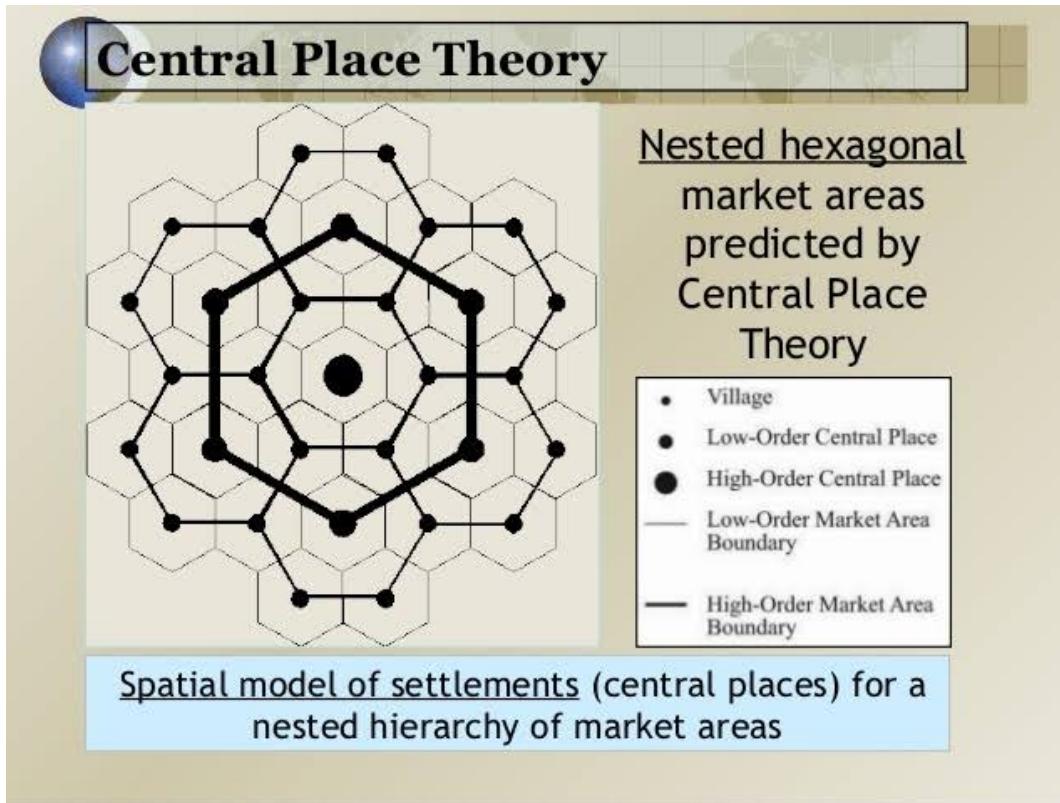 Central Place Theory
Nested hexagonal
market areas
predicted by
Central Place
Theory
Village
Low-Order Central Place
High-Order Central Place
Low-Order Market Area
Boundary
High-Order Market Area
Boundary
Spatial model of settlements (central places) for a
nested hierarchy of market areas